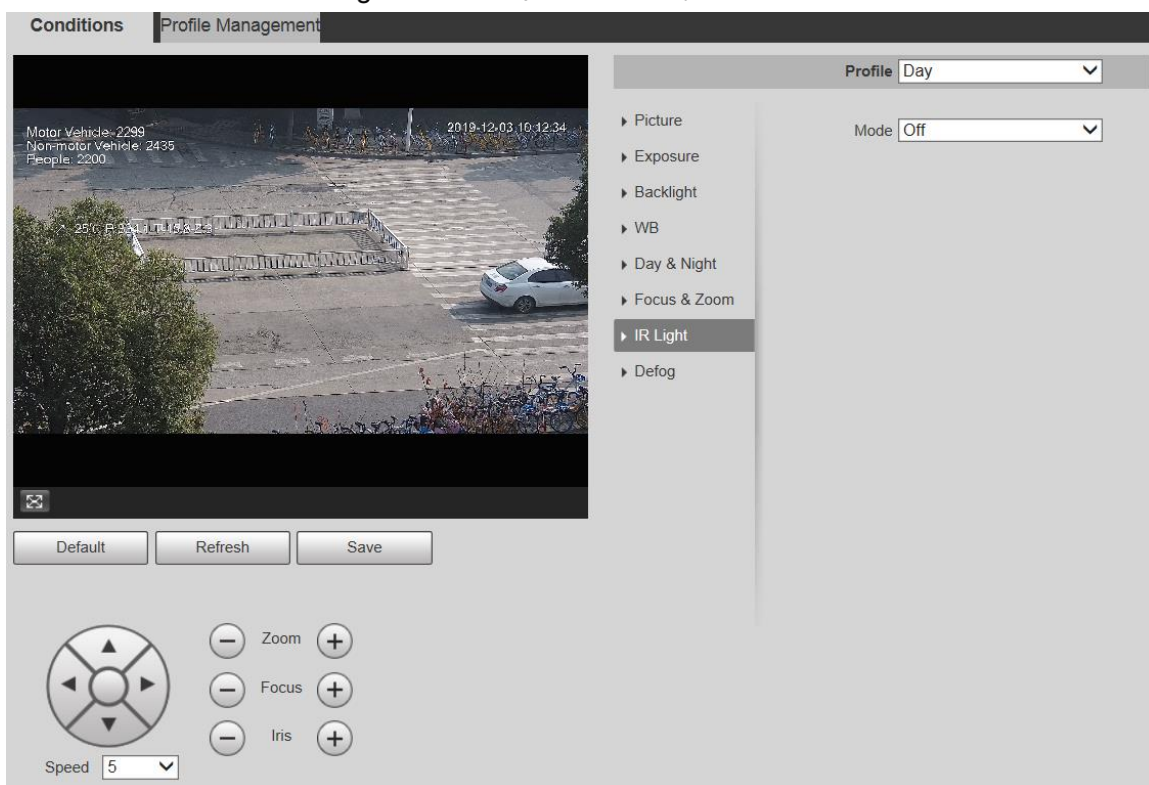 Conditions
Profile Management
Profile Day
Motor Vehicle: 2299
2019-12-03 10:12:34
Non-motor Vehicle: 2435
People: 2200
Picture
Mode Off
Exposure
Backlight
WB
Day & Night
Focus & Zoom
IR Light
Defog
Default
Refresh
Save
Zoom
Focus
Iris
Speed 5